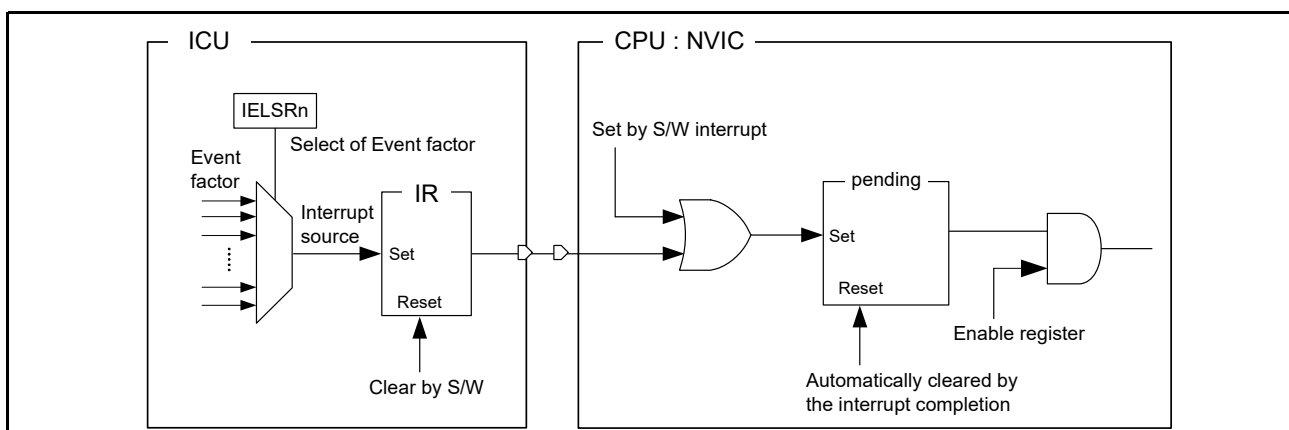 ICU
CPU : NVIC
IELSRn
Select of Event factor
Event
factor
Interrupt
source
IR
Set
Reset
Clear by S/W
Set by S/W interrupt
pending
Set
Reset
Enable register
Automatically cleared by
the interrupt completion